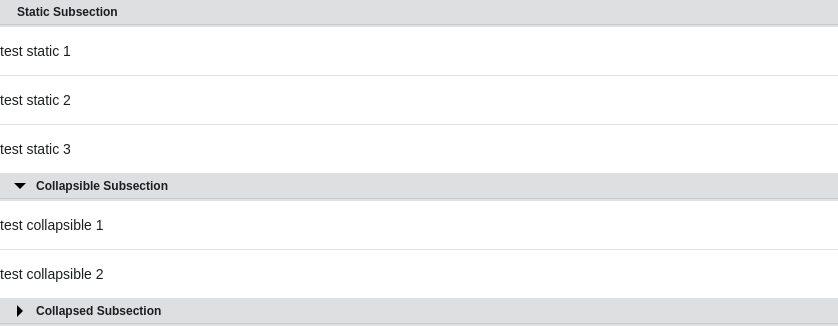 Static Subsection
test static 1
test static 2
test static 3
Collapsible Subsection
test collapsible 1
test collapsible 2
Collapsed Subsection